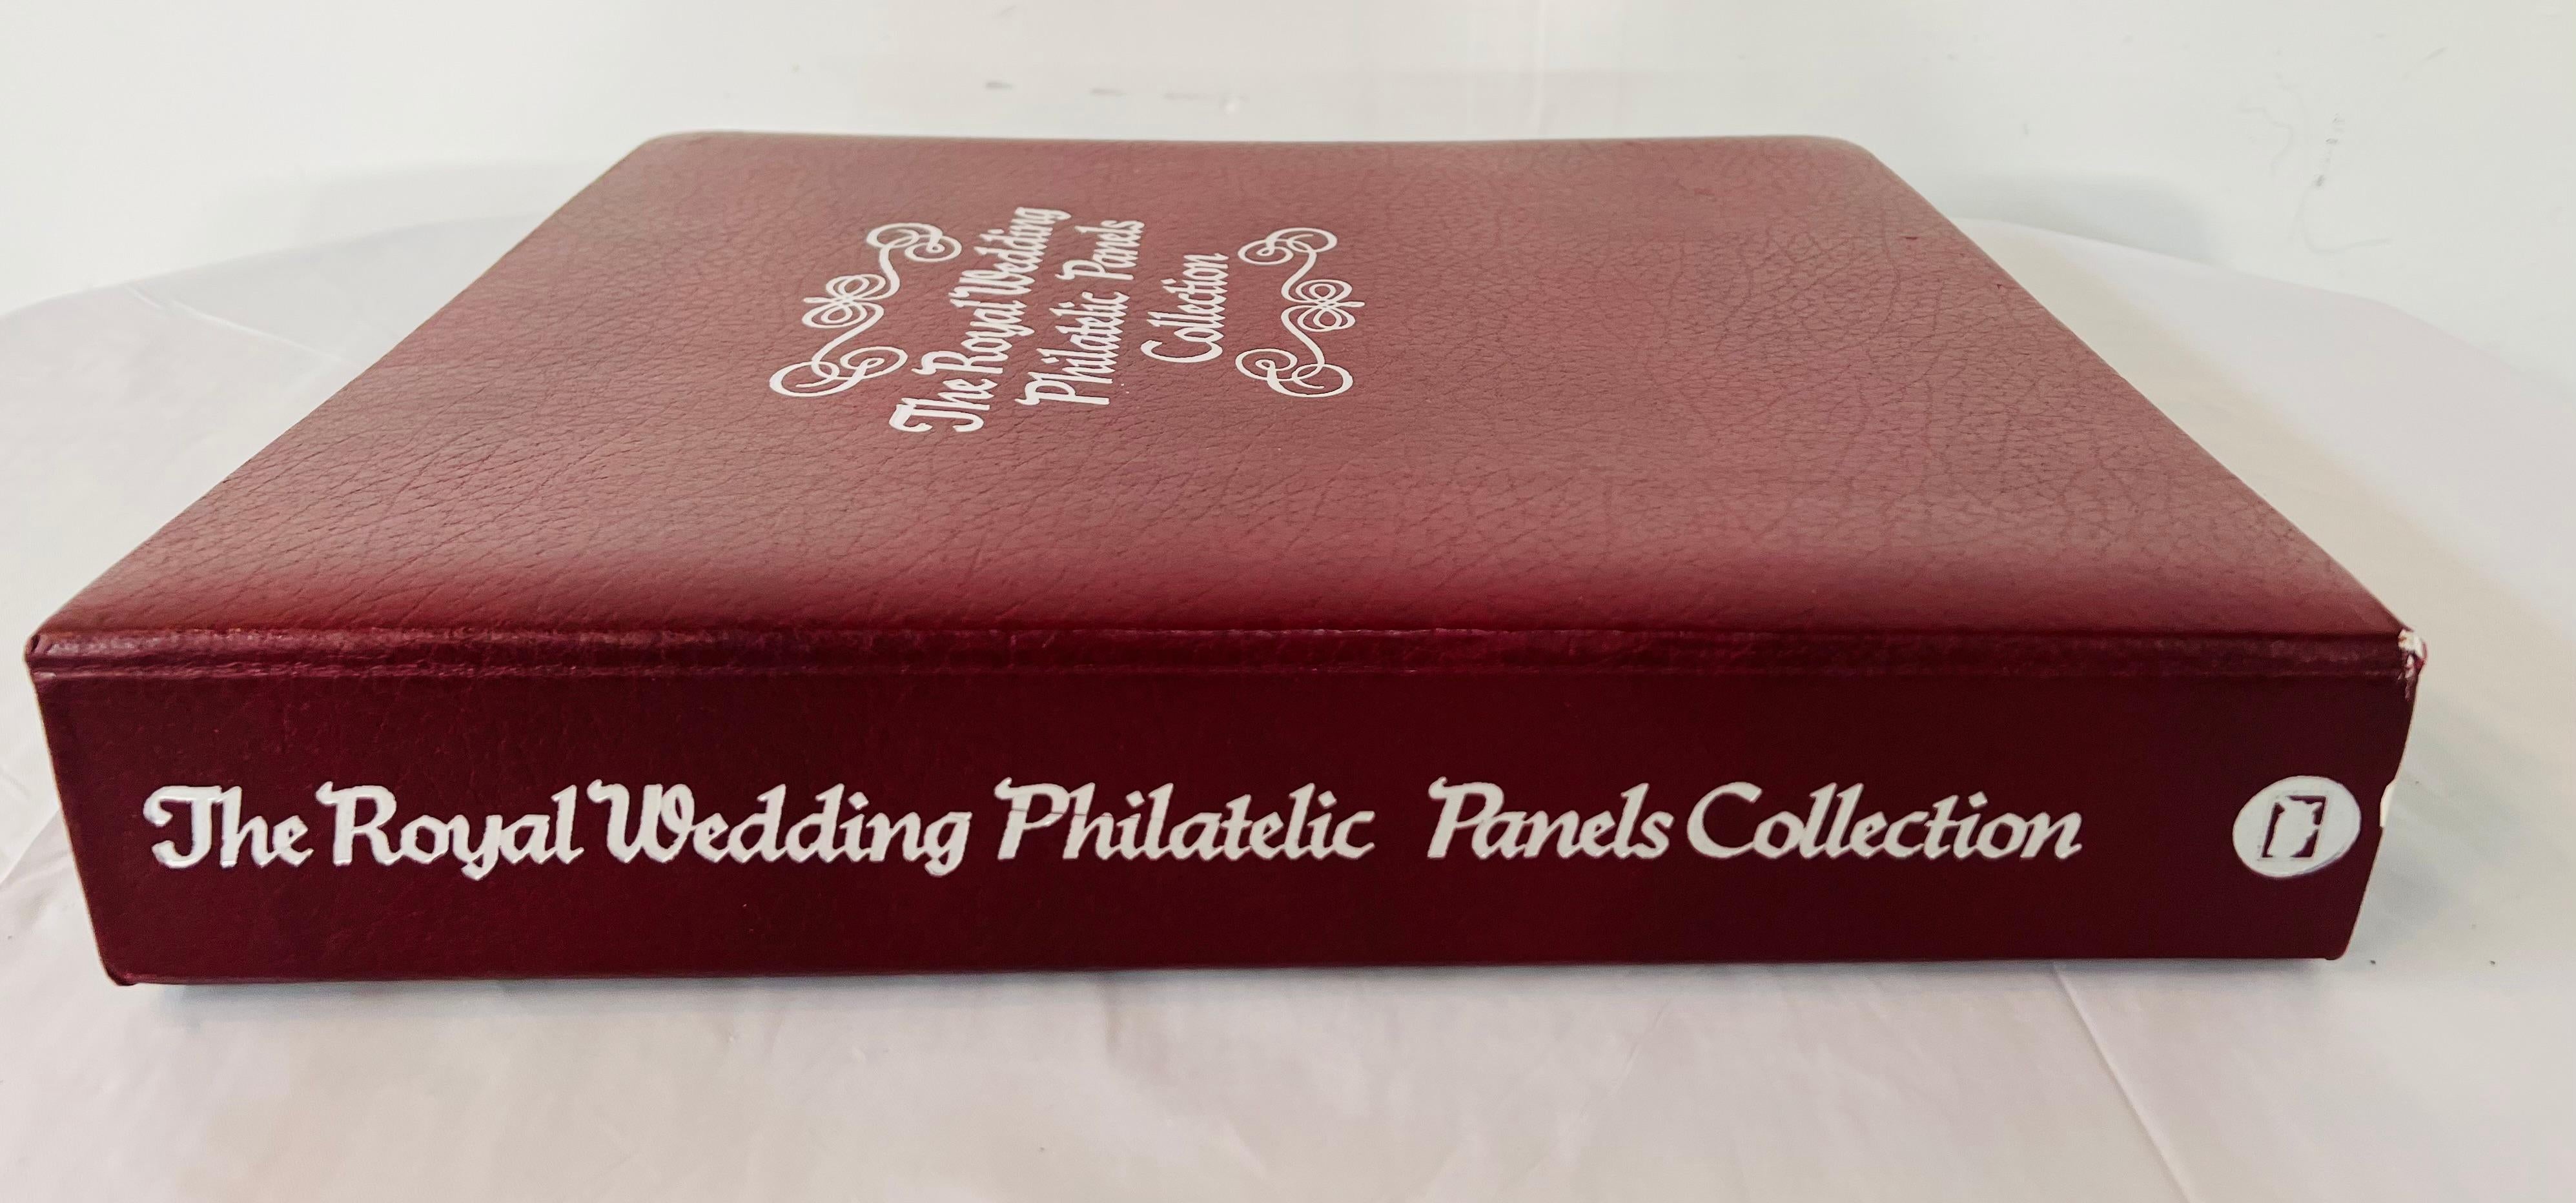 The Royal Wedding
Philatelic Panels
Collection
The Royal Wedding Philatelic Panels Collection